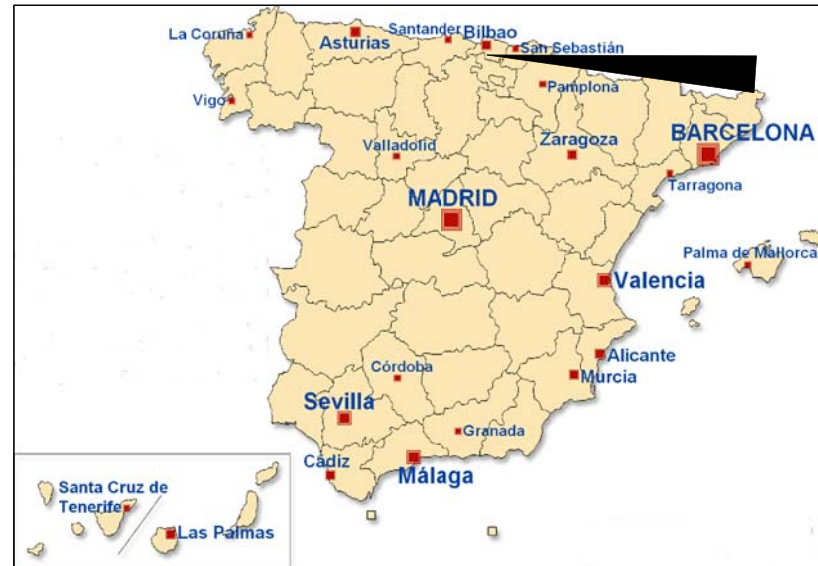 La Coruña
Asturias
Santander
Bilbao
San Sebastián
Vigo
Pamplona
Valladolid
Zaragoza
BARCELONA
Tarragona
MADRID
Palma de Mallorca
Valencia
Alicante
Córdoba
Murcia
Sevilla
Granada
Cádiz
Málaga
Santa Cruz de
Tenerife
Las Palmas